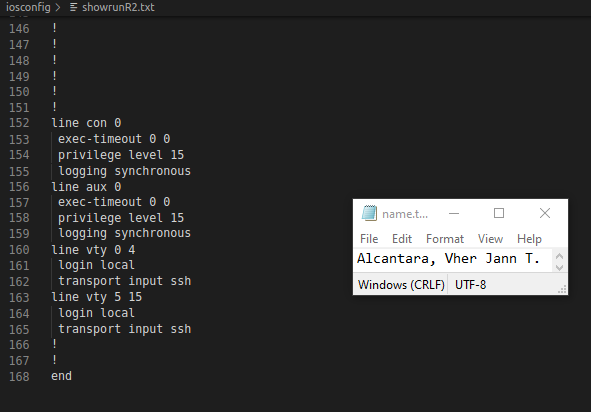 iosconfig > showrunR2.txt
146 !
147 !
148 !
149 !
150 !
151 !
152 line con 0
153 exec-timeout 0 0
154 privilege level 15
155 logging synchronous
156 line aux 0
157 exec-timeout 0 0
158 privilege level 15
159 logging synchronous
160 line vty 0 4
161 login local
162 transport input ssh
163 line vty 5 15
164 login local
165 transport input ssh
166 !
167 !
168 end
name.t...
File Edit Format View Help
Alcantara, Vher Jann T.
Windows (CRLF) UTF-8